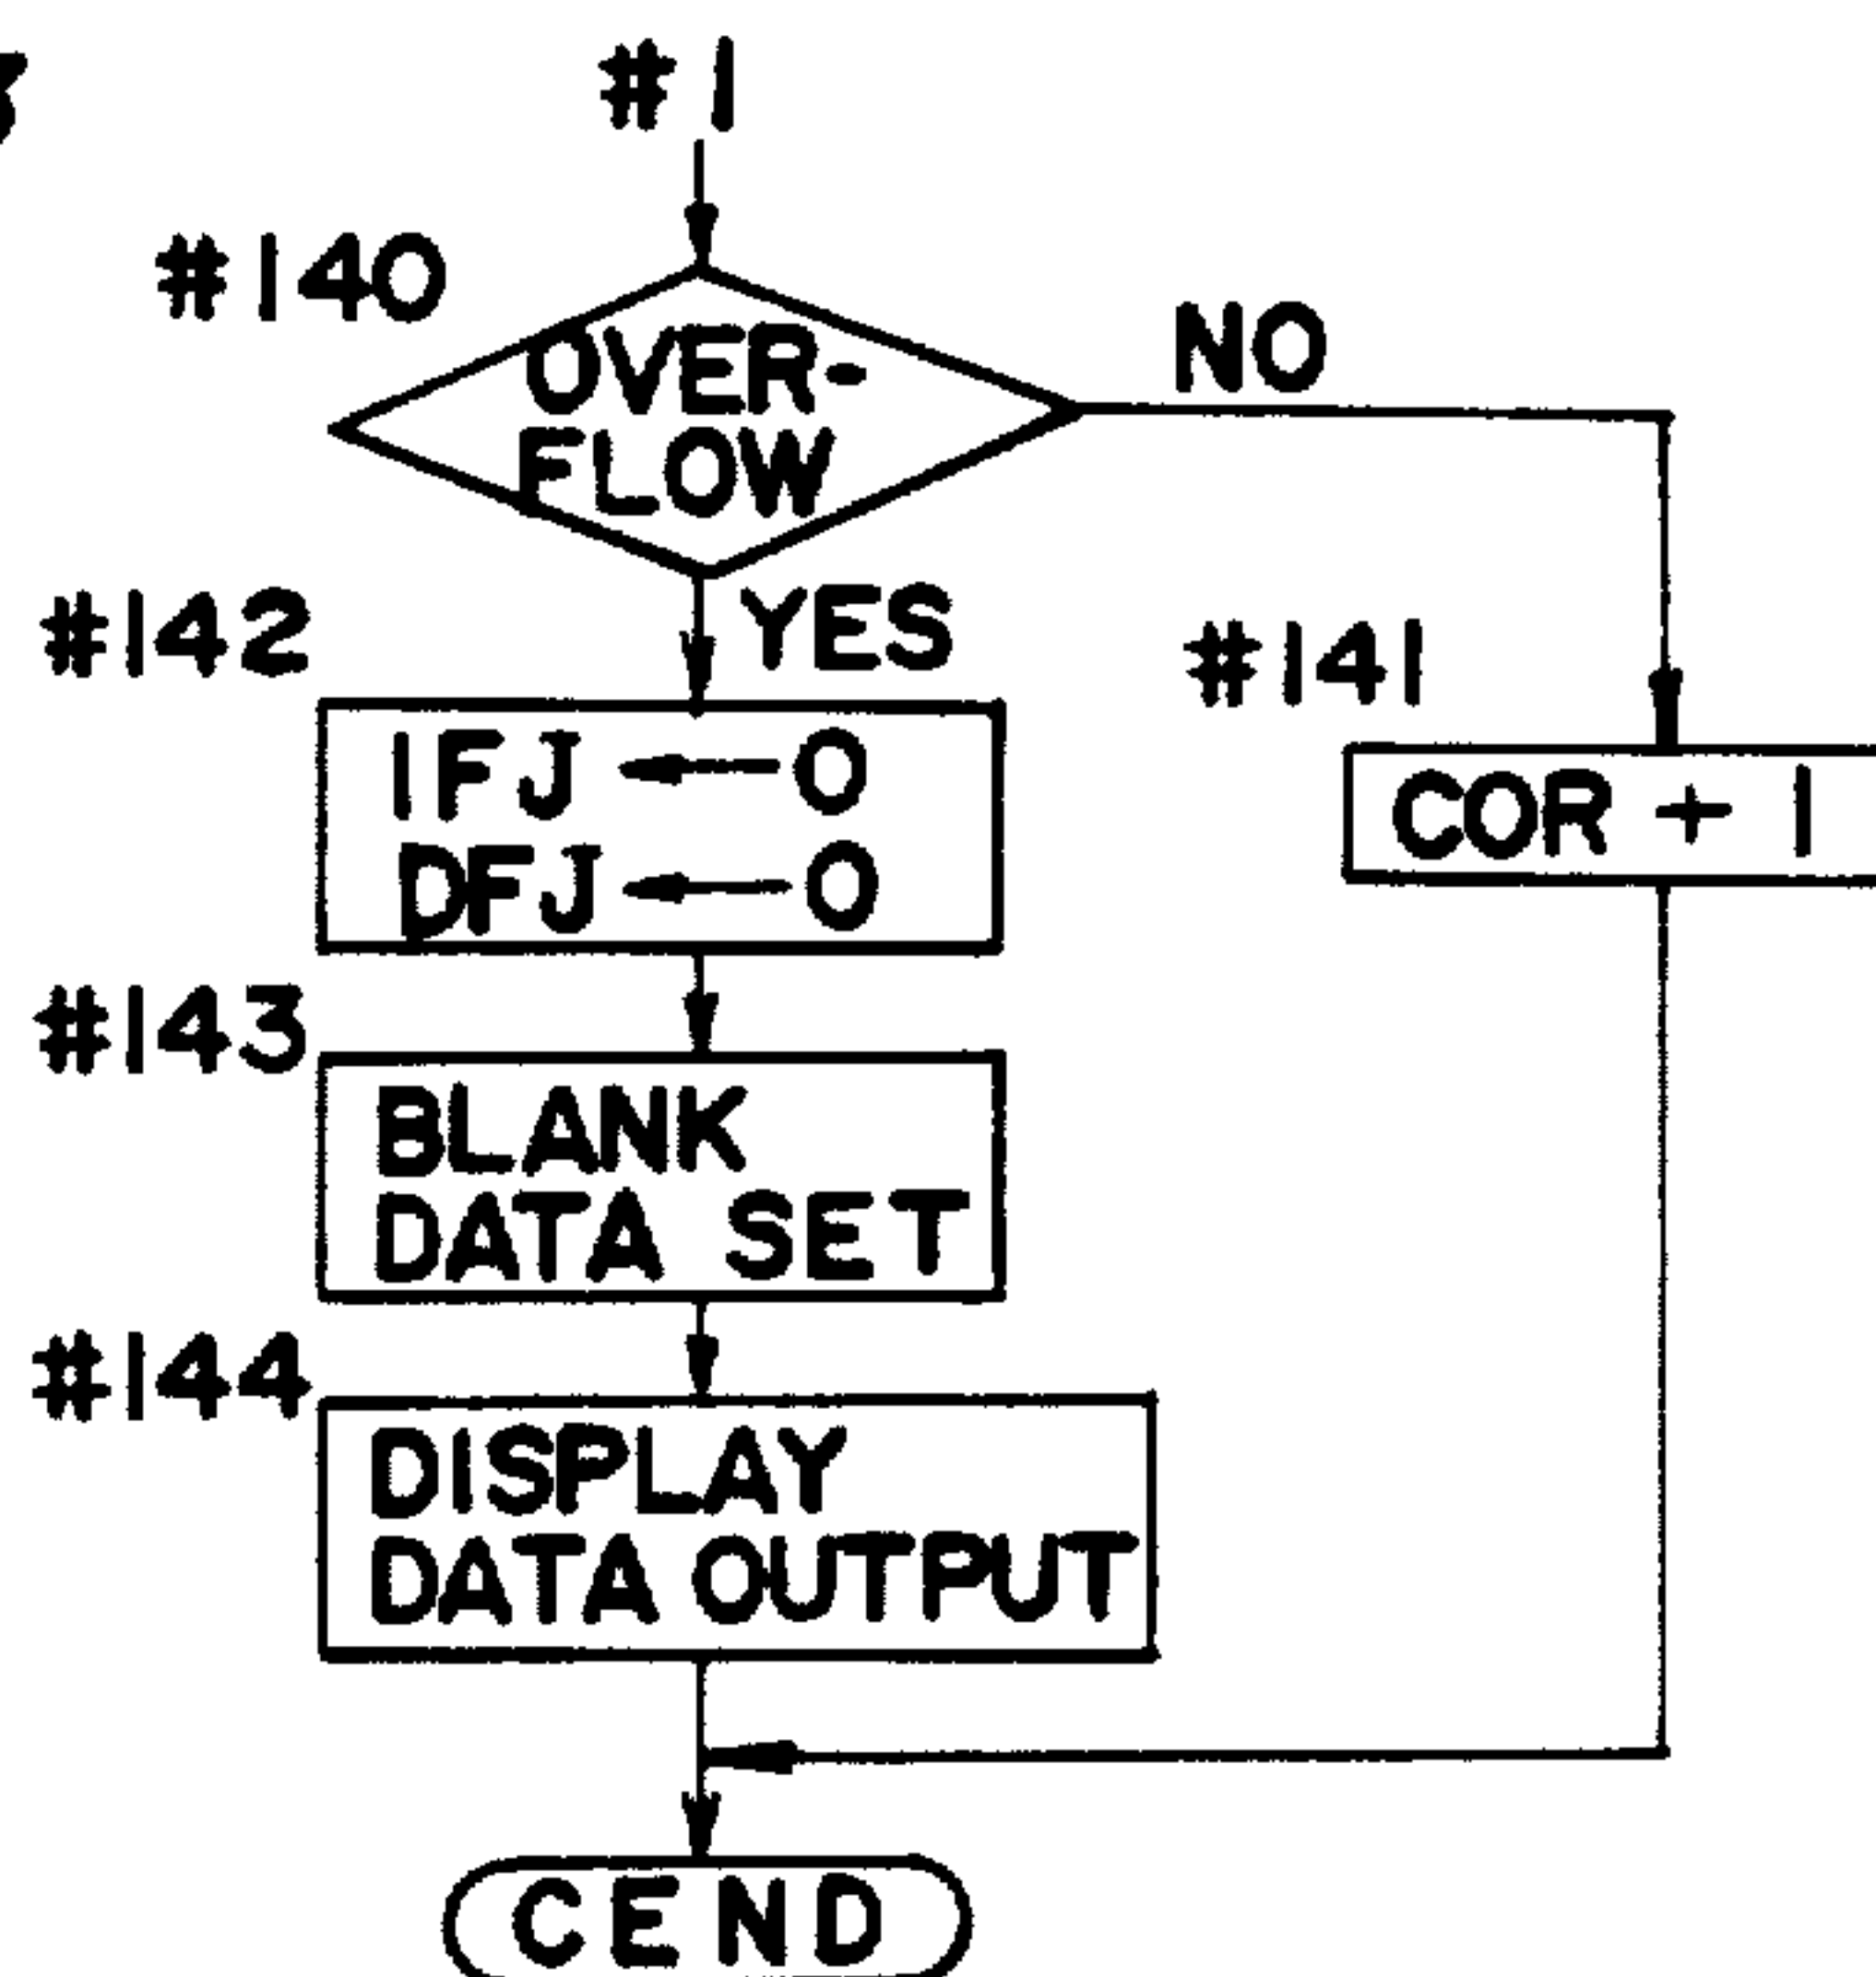 #1
#140
OVER-
FLOW
NO
YES
#142
#141
IFJ ← 0
DFJ ← 0
COR + 1
#143
BLANK
DATA SET
#144
DISPLAY
DATA OUTPUT
CEND